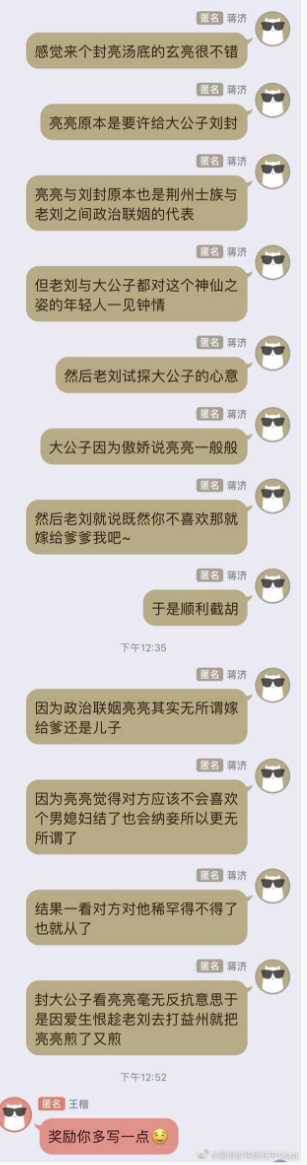 匿名 蒋济
感觉来个封亮汤底的玄亮很不错
匿名 蒋济
亮亮原本是要许给大公子刘封
匿名 蒋济
亮亮与刘封原本也是荆州士族与
老刘之间政治联姻的代表
匿名 蒋济
但老刘与大公子都对这个神仙之
姿的年轻人一见钟情
匿名 蒋济
然后老刘试探大公子的心意
匿名 蒋济
大公子因为傲娇说亮亮一般般
匿名 蒋济
然后老刘就说既然你不喜欢那就
嫁给爹爹我吧~
匿名 蒋济
于是顺利截胡
下午12:35
匿名 蒋济
因为政治联姻亮亮其实无所谓嫁
给爹还是儿子
匿名 蒋济
因为亮亮觉得对方应该不会喜欢
个男媳妇结了也会纳妾所以更无
所谓了
匿名 蒋济
结果一看对方对他稀罕得不得了
也就从了
匿名 蒋济
封大公子看亮亮毫无反抗意思于
是因爱生恨趁老刘去打益州就把
亮亮煎了又煎
下午12:52
匿名 王楷
奖励你多写一点🤤